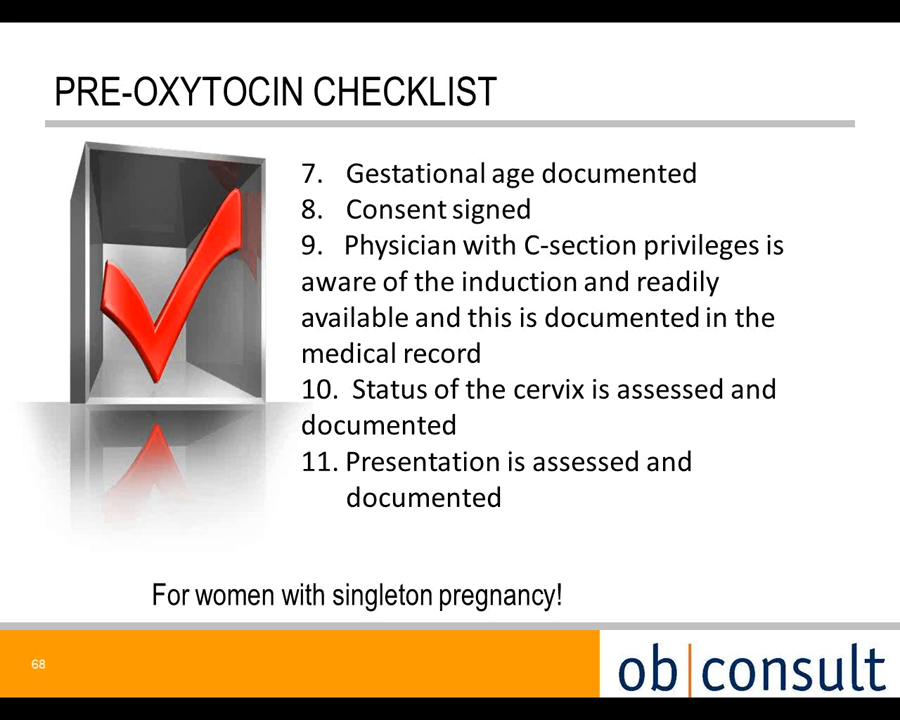 PRE-OXYTOCIN CHECKLIST
7. Gestational age documented
8. Consent signed
9. Physician with C-section privileges is
aware of the induction and readily
available and this is documented in the
medical record
10. Status of the cervix is assessed and
documented
11. Presentation is assessed and
documented
For women with singleton pregnancy!
68
ob|consult